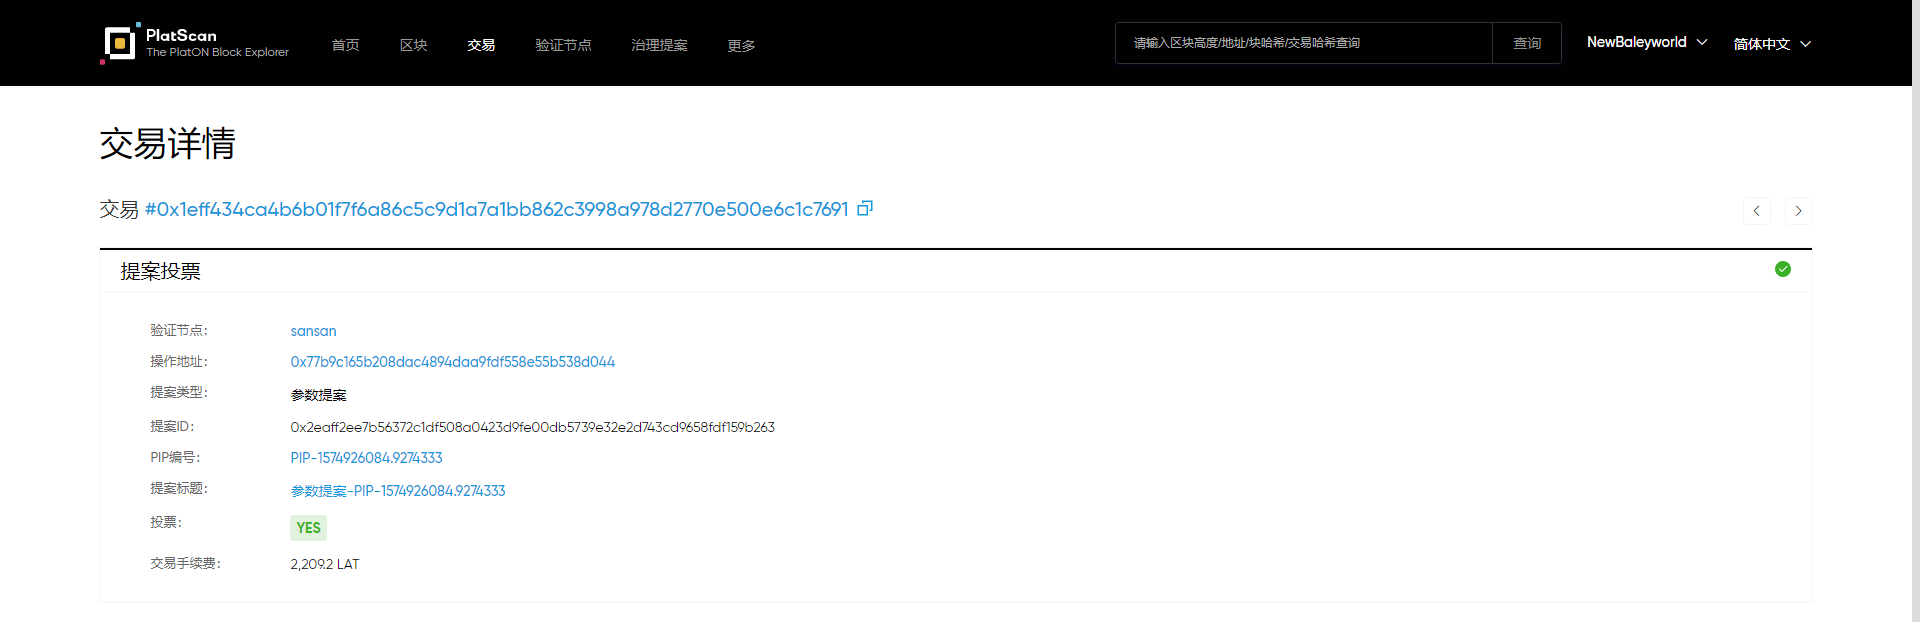 PlatScan
The PlatON Block Explorer
首页
区块
交易
验证节点
治理提案
更多
请输入区块高度/地址/块哈希/交易哈希查询
查询
NewBaleyworld
简体中文
交易详情
交易 #0x1eff434ca4b6b01f7f6a86c5c9d1a7a1bb862c3998a978d2770e500e6c1c7691
提案投票
验证节点: sansan
操作地址: 0x77b9c165b208dac4894daa9fdf558e55b538d044
提案类型: 参数提案
提案ID: 0x2eaff2ee7b56372c1df508a0423d9fe00db5739e32e2d743cd9658fdf159b263
PIP编号: PIP-1574926084.9274333
提案标题: 参数提案-PIP-1574926084.9274333
投票: YES
交易手续费: 2,209.2 LAT